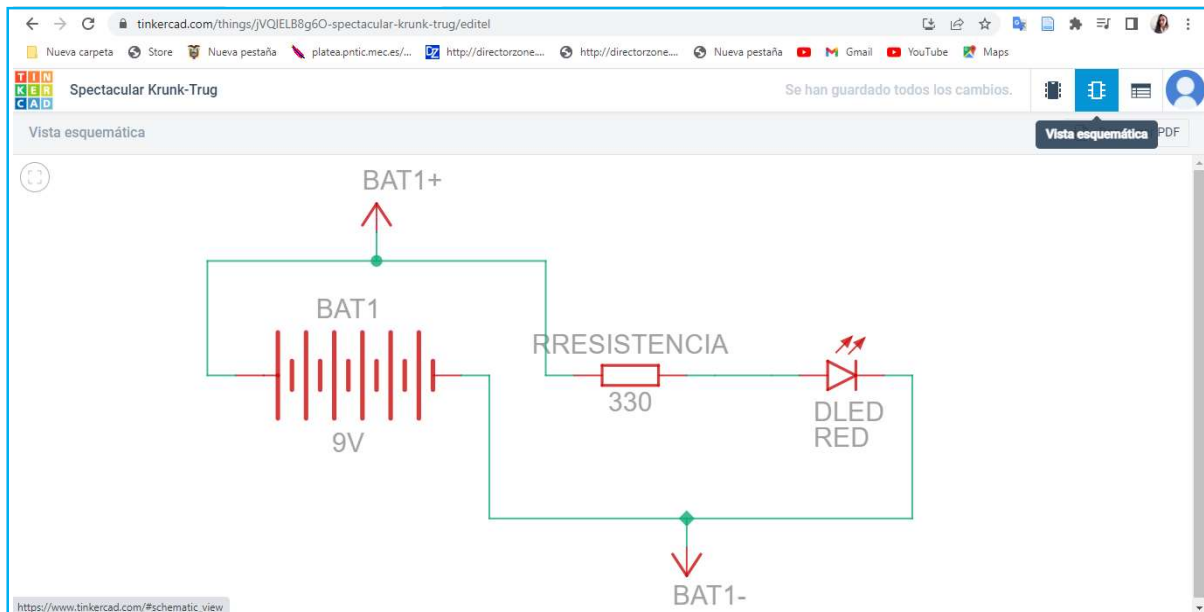 tinkercad.com/things/jVQIELB8g6O-spectacular-krunk-trug/editel
Nueva carpeta Store Nueva pestaña platea.pntic.mec.es/... DZ http://directorzone.... http://directorzone.... Nueva pestaña Gmail YouTube Maps
TIN
KER
CAD
Spectacular Krunk-Trug
Se han guardado todos los cambios.
Vista esquemática
Vista esquemática
PDF
BAT1+
BAT1
9V
RRESISTENCIA
330
DLED
RED
BAT1-
https://www.tinkercad.com/#schematic_view